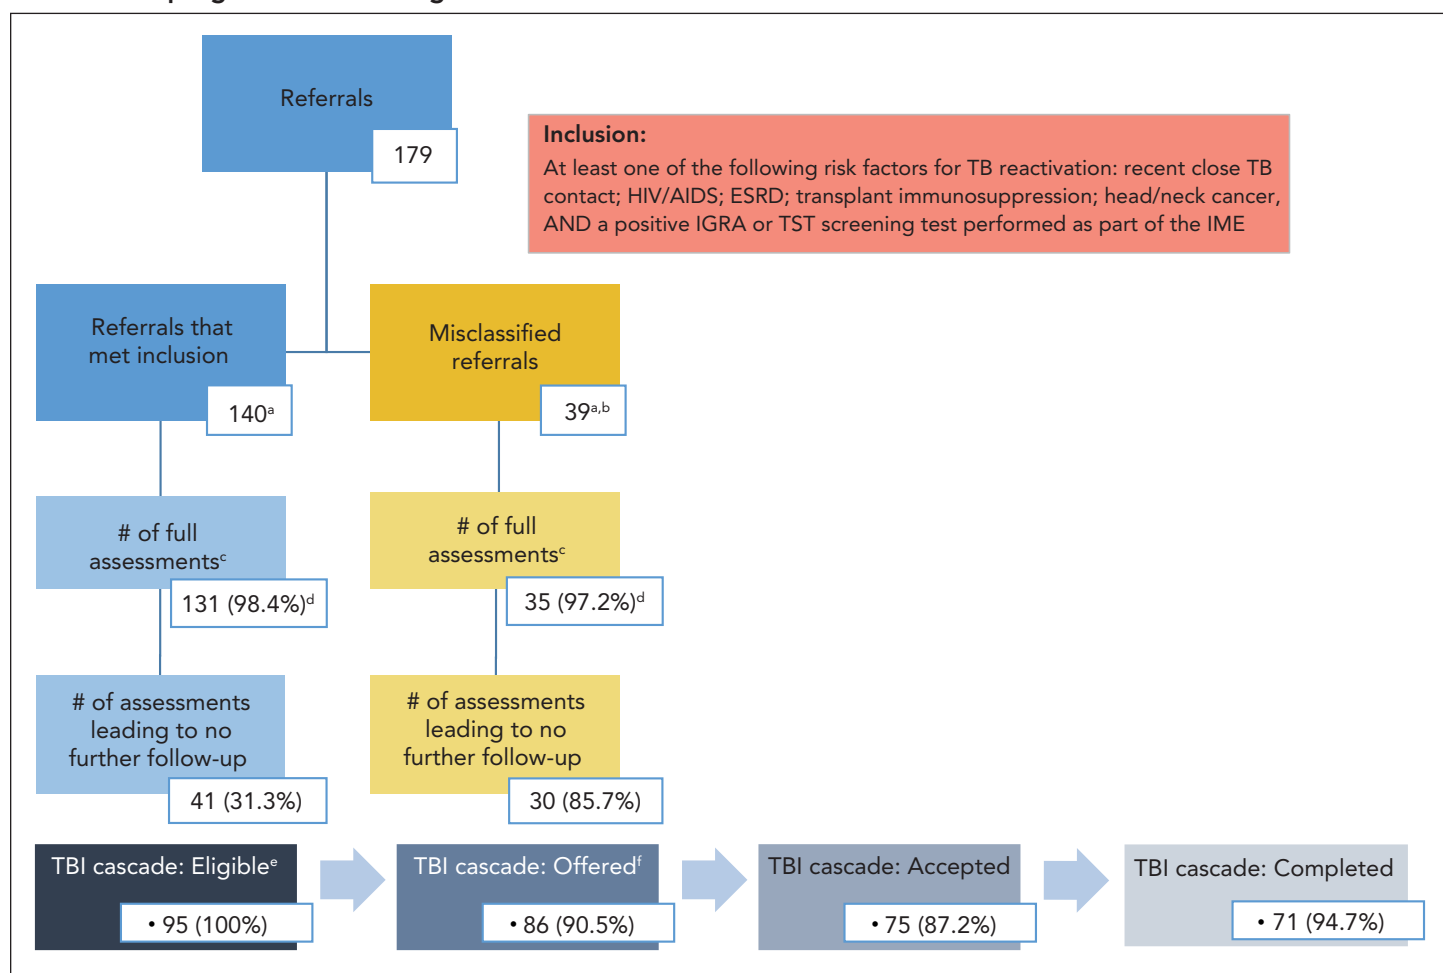 Referrals
179
Inclusion:
At least one of the following risk factors for TB reactivation: recent close TB
contact; HIV/AIDS; ESRD; transplant immunosuppression; head/neck cancer,
AND a positive IGRA or TST screening test performed as part of the IME
Referrals that
met inclusion
140ᵃ
Misclassified
referrals
39ᵃ,ᵇ
# of full
assessmentsᶜ
131 (98.4%)ᵈ
# of full
assessmentsᶜ
35 (97.2%)ᵈ
# of assessments
leading to no
further follow-up
41 (31.3%)
# of assessments
leading to no
further follow-up
30 (85.7%)
TBI cascade: Eligibleᵉ
• 95 (100%)
TBI cascade: Offeredᶠ
• 86 (90.5%)
TBI cascade: Accepted
• 75 (87.2%)
TBI cascade: Completed
• 71 (94.7%)